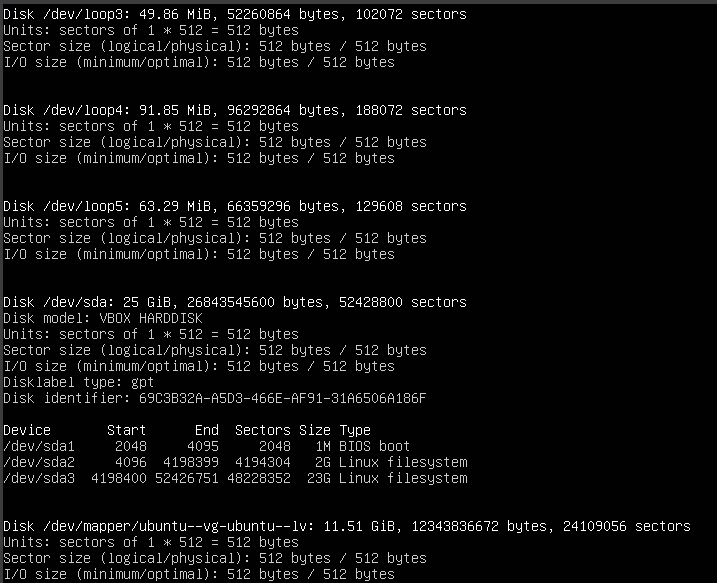 Disk /dev/loop3: 49.86 MiB, 52260864 bytes, 102072 sectors
Units: sectors of 1 * 512 = 512 bytes
Sector size (logical/physical): 512 bytes / 512 bytes
I/O size (minimum/optimal): 512 bytes / 512 bytes
Disk /dev/loop4: 91.85 MiB, 96292864 bytes, 188072 sectors
Units: sectors of 1 * 512 = 512 bytes
Sector size (logical/physical): 512 bytes / 512 bytes
I/O size (minimum/optimal): 512 bytes / 512 bytes
Disk /dev/loop5: 63.29 MiB, 66359296 bytes, 129608 sectors
Units: sectors of 1 * 512 = 512 bytes
Sector size (logical/physical): 512 bytes / 512 bytes
I/O size (minimum/optimal): 512 bytes / 512 bytes
Disk /dev/sda: 25 GiB, 26843545600 bytes, 52428800 sectors
Disk model: VBOX HARDDISK
Units: sectors of 1 * 512 = 512 bytes
Sector size (logical/physical): 512 bytes / 512 bytes
I/O size (minimum/optimal): 512 bytes / 512 bytes
Disklabel type: gpt
Disk identifier: 69C3B32A-A5D3-466E-AF91-31A6506A186F
Device Start End Sectors Size Type
/dev/sda1 2048 4095 2048 1M BIOS boot
/dev/sda2 4096 4198399 4194304 2G Linux filesystem
/dev/sda3 4198400 52426751 48228352 23G Linux filesystem
Disk /dev/mapper/ubuntu--vg-ubuntu--lv: 11.51 GiB, 12343836672 bytes, 24109056 sectors
Units: sectors of 1 * 512 = 512 bytes
Sector size (logical/physical): 512 bytes / 512 bytes
I/O size (minimum/optimal): 512 bytes / 512 bytes